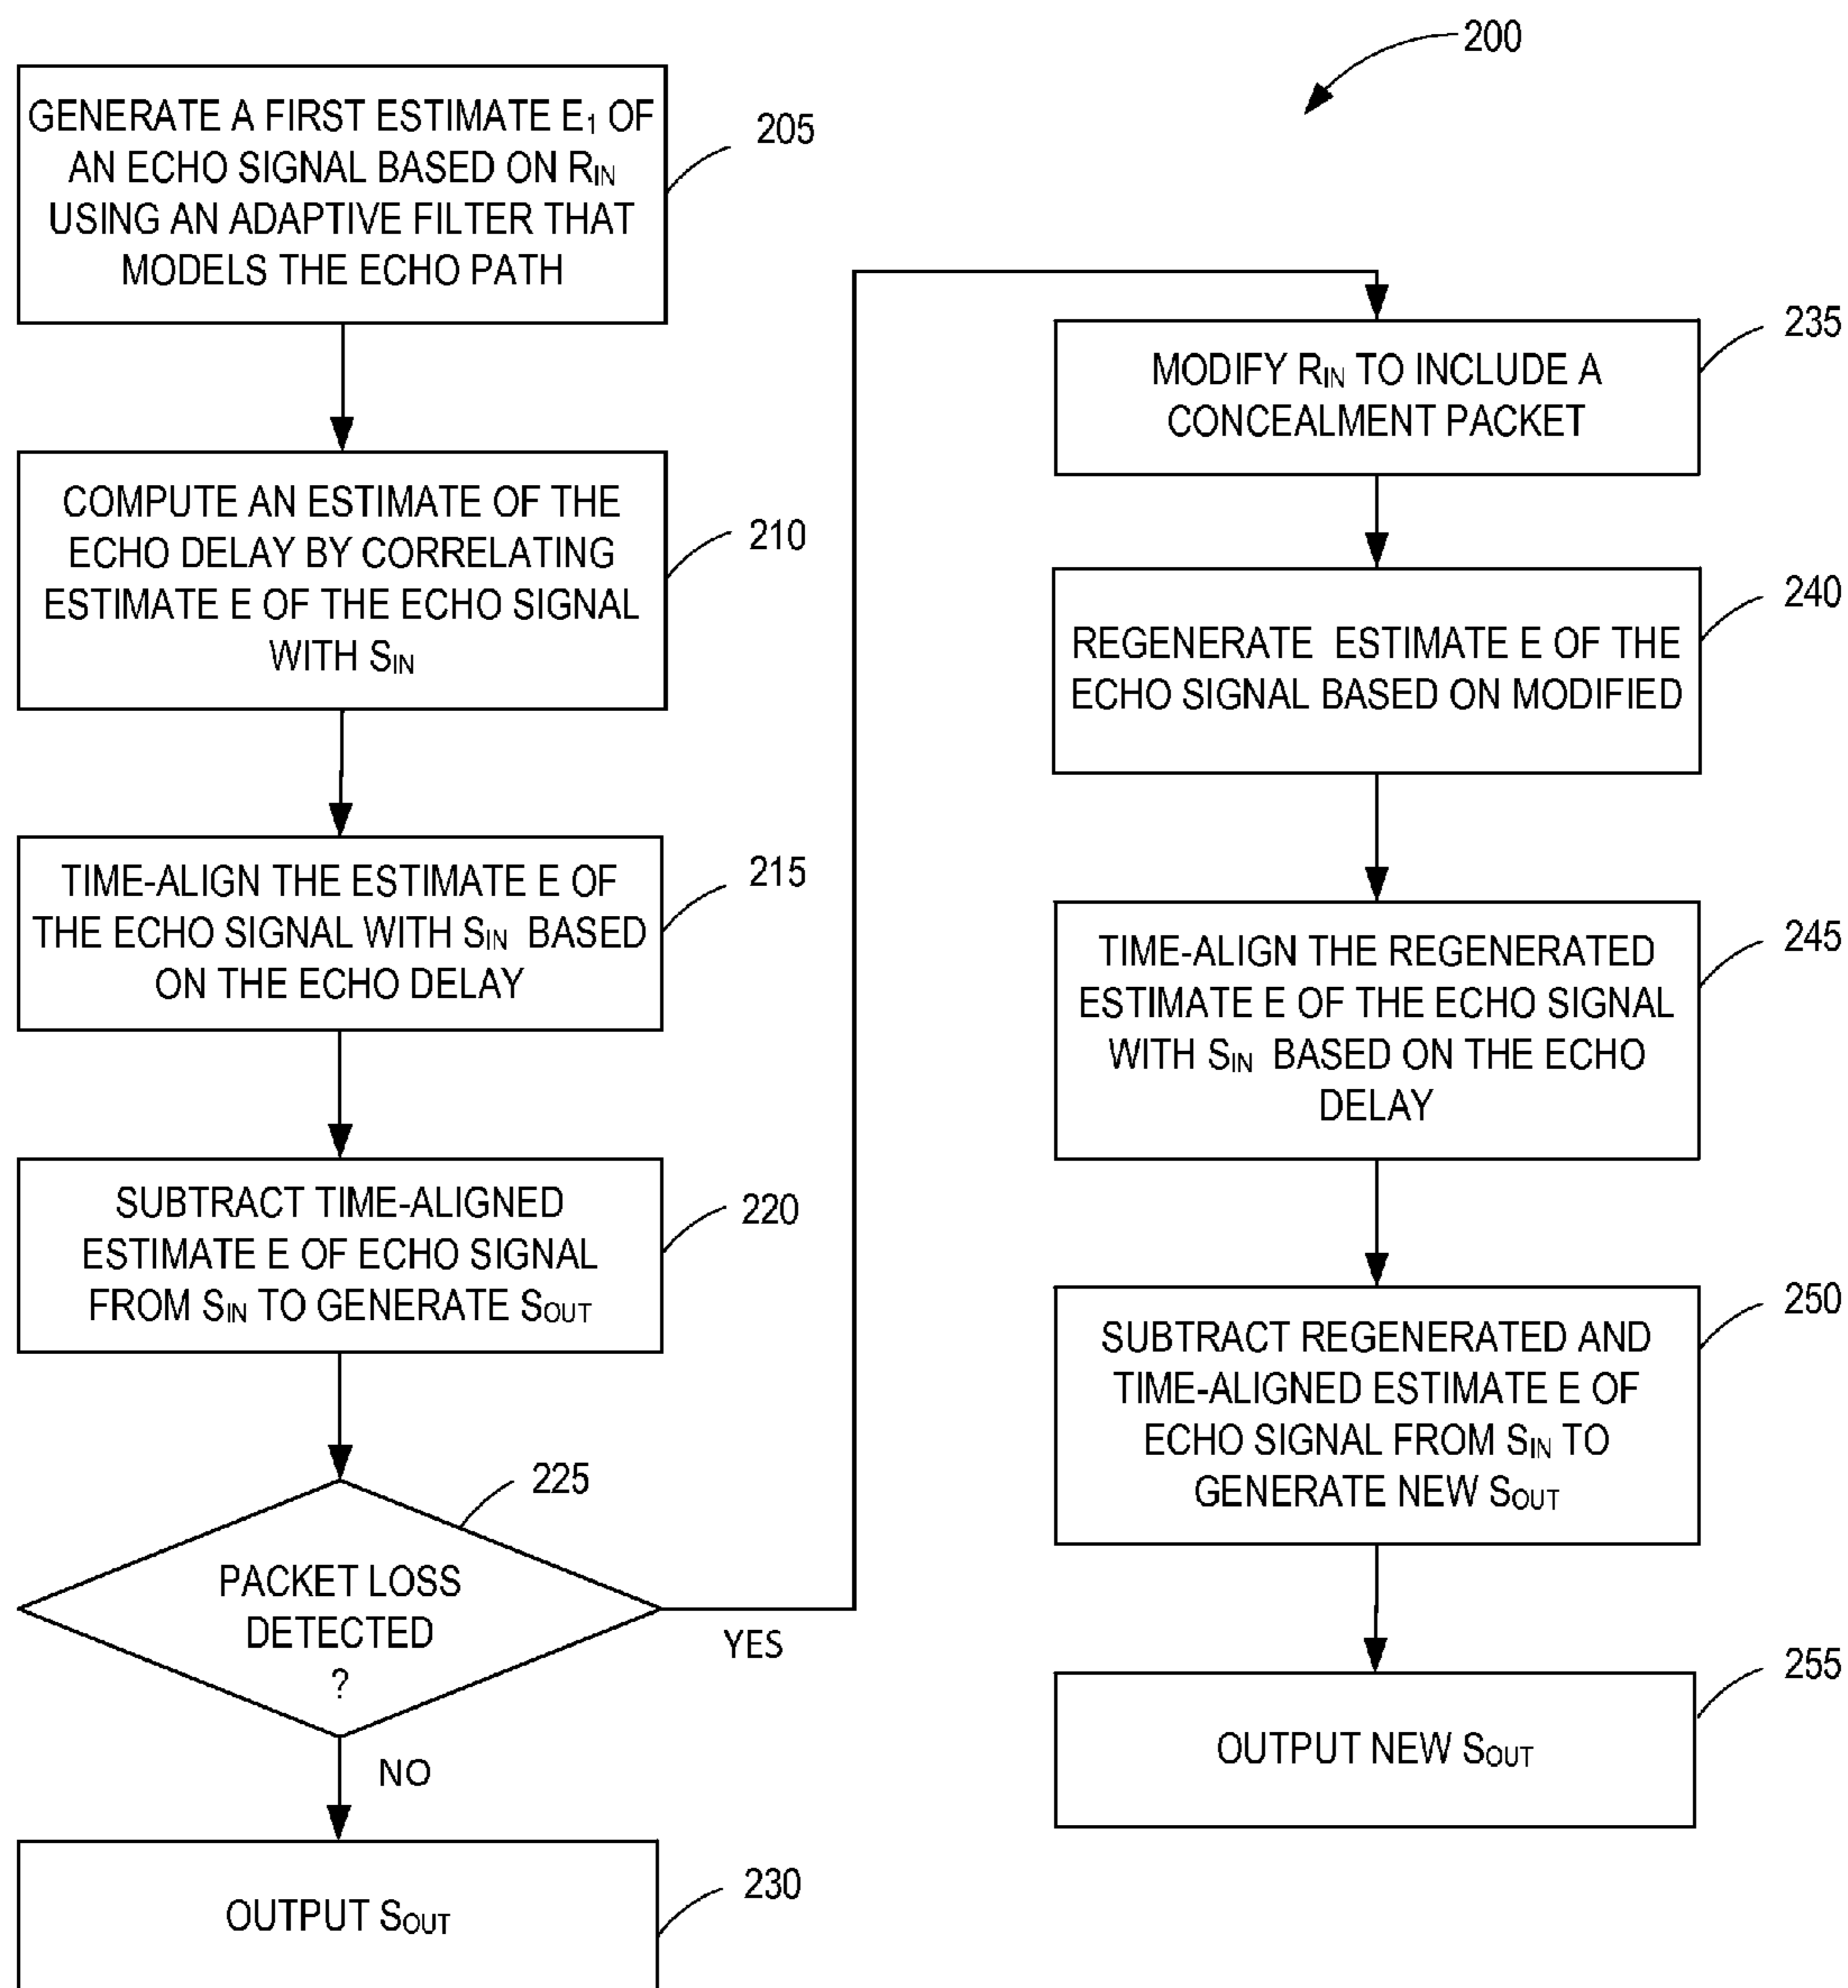 200
GENERATE A FIRST ESTIMATE E1 OF
AN ECHO SIGNAL BASED ON RIN
USING AN ADAPTIVE FILTER THAT
MODELS THE ECHO PATH
205
COMPUTE AN ESTIMATE OF THE
ECHO DELAY BY CORRELATING
ESTIMATE E OF THE ECHO SIGNAL
WITH SIN
210
TIME-ALIGN THE ESTIMATE E OF
THE ECHO SIGNAL WITH SIN BASED
ON THE ECHO DELAY
215
SUBTRACT TIME-ALIGNED
ESTIMATE E OF ECHO SIGNAL
FROM SIN TO GENERATE SOUT
220
PACKET LOSS
DETECTED
?
225
YES
NO
OUTPUT SOUT
230
MODIFY RIN TO INCLUDE A
CONCEALMENT PACKET
235
REGENERATE ESTIMATE E OF THE
ECHO SIGNAL BASED ON MODIFIED
240
TIME-ALIGN THE REGENERATED
ESTIMATE E OF THE ECHO SIGNAL
WITH SIN BASED ON THE ECHO
DELAY
245
SUBTRACT REGENERATED AND
TIME-ALIGNED ESTIMATE E OF
ECHO SIGNAL FROM SIN TO
GENERATE NEW SOUT
250
OUTPUT NEW SOUT
255